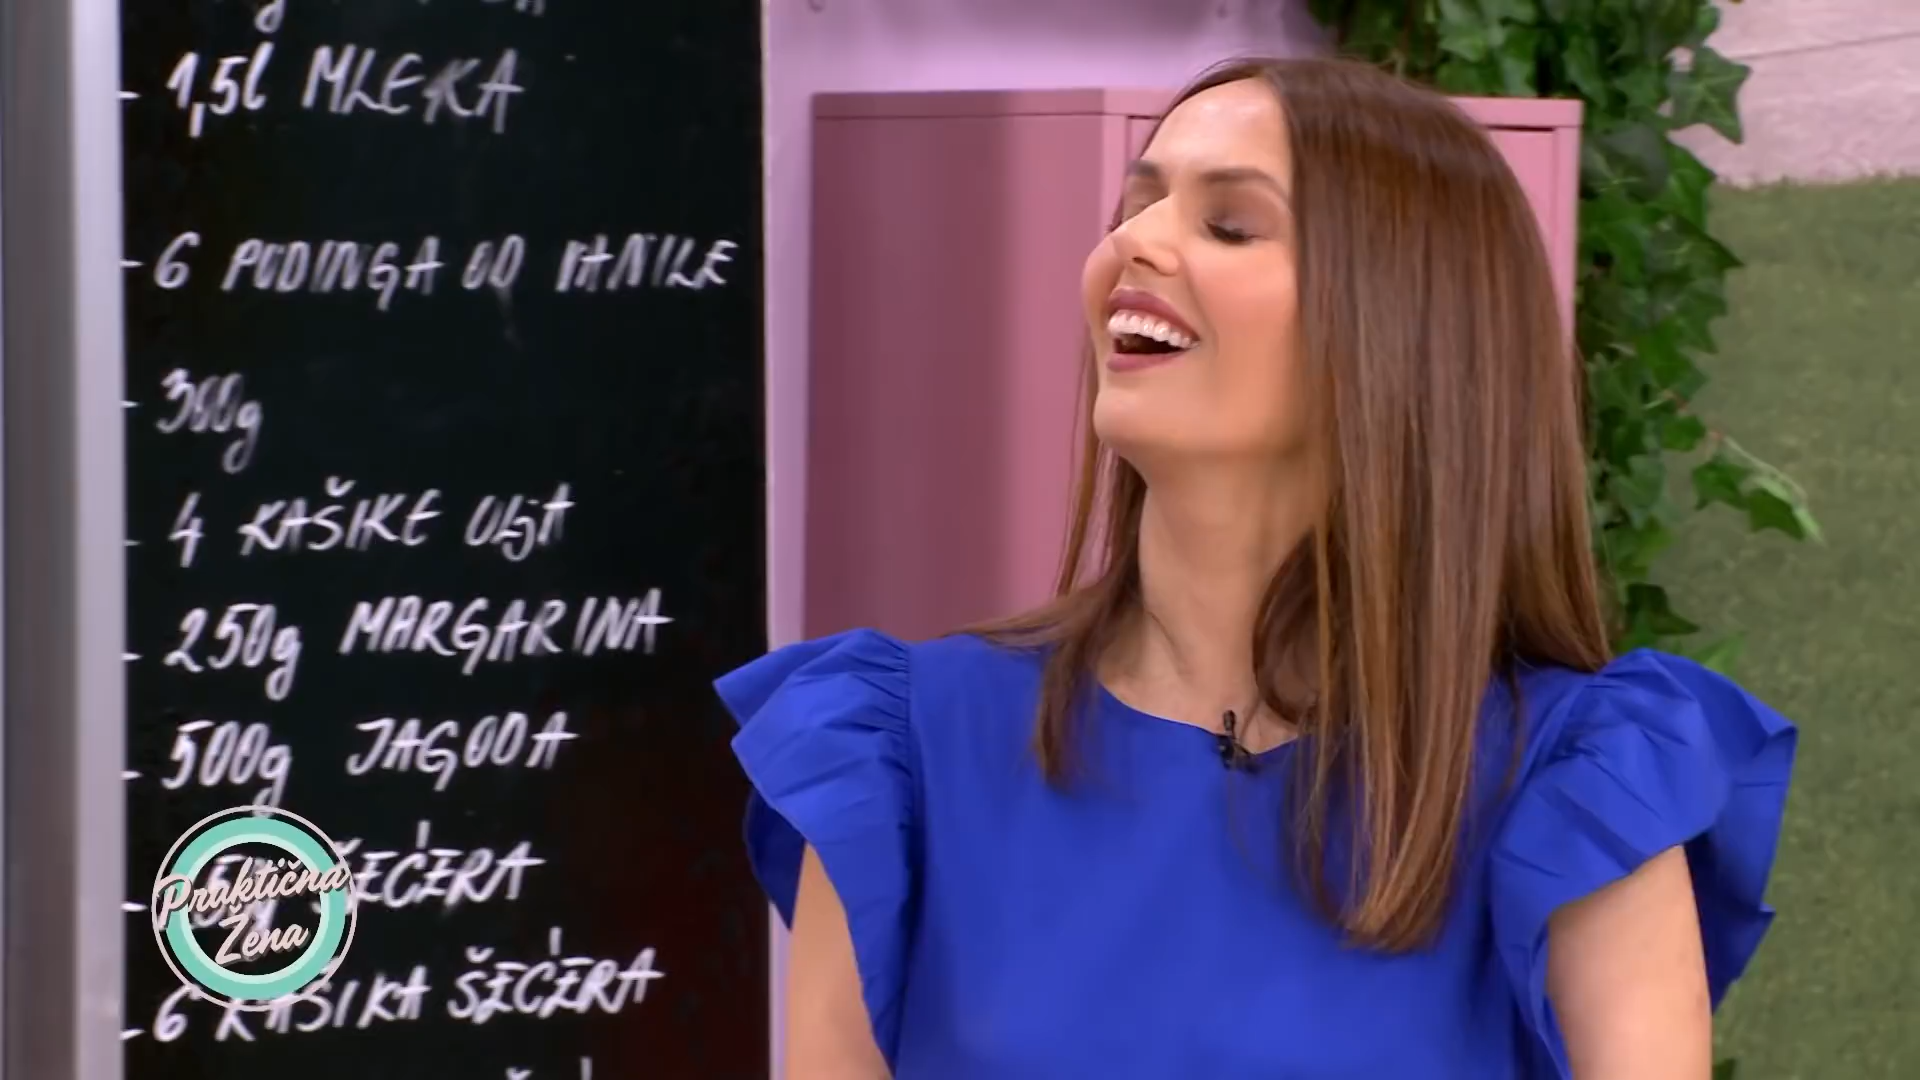 - 1,5l MLEKA
- 6 PUDINGA OD VANILE
- 300g
- 4 KAŠIKE ULJA
- 250g MARGARINA
- 500g JAGODA
- ŠEĆERA
- 6 KAŠIKA ŠEĆERA
Praktična
Žena